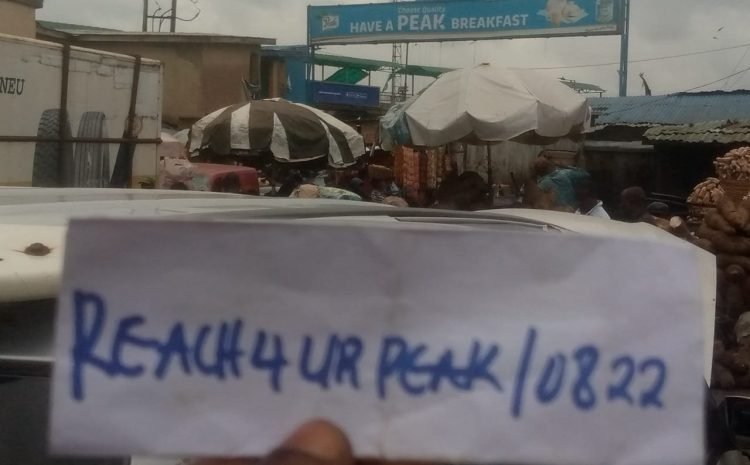 Choose Quality
HAVE A PEAK BREAKFAST
NEU
REACH4URPEAK/0822